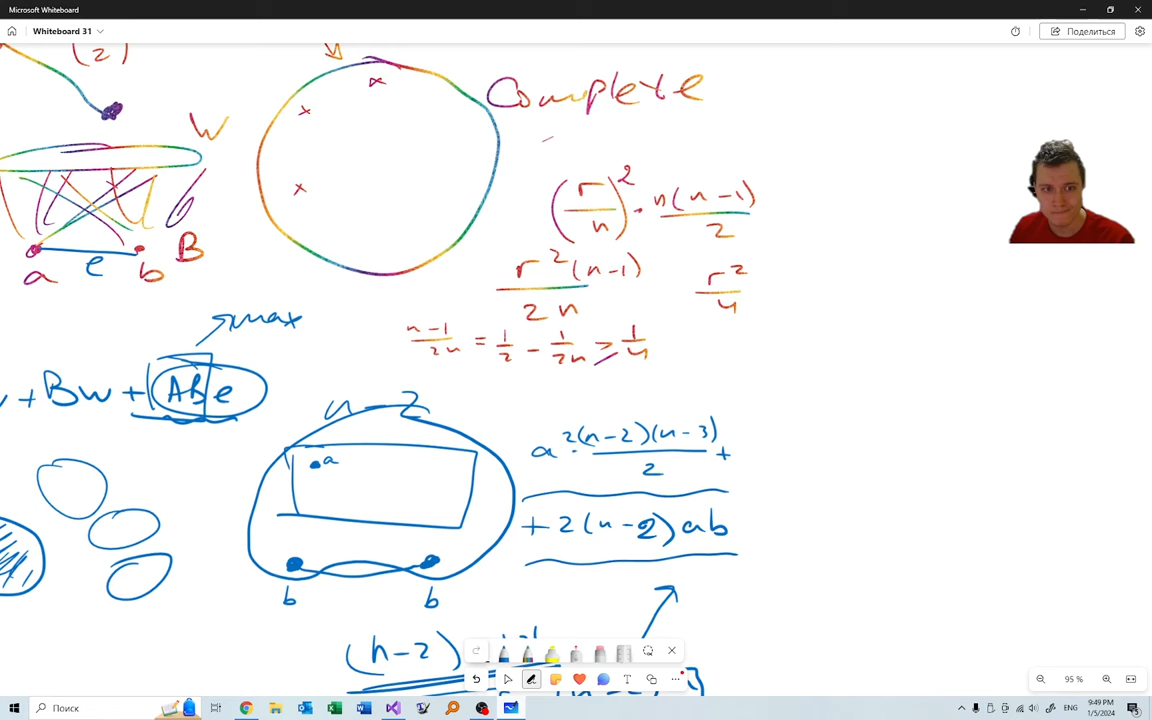 Microsoft Whiteboard
Whiteboard 31
Поделиться
(2)
Complete
W
(r/n)^2 · n(n-1)/2
a e b B
r^2(n-1)/2n
r^2/4
max
n-1/2n = 1/2 - 1/2n ≥ 1/4
+ Bw + ABe
n-2
a
a^2 · (n-2)(n-3)/2 +
+ 2(n-2)ab
b b
(n-2)
95 %
Поиск
ENG
9:49 PM
1/5/2024